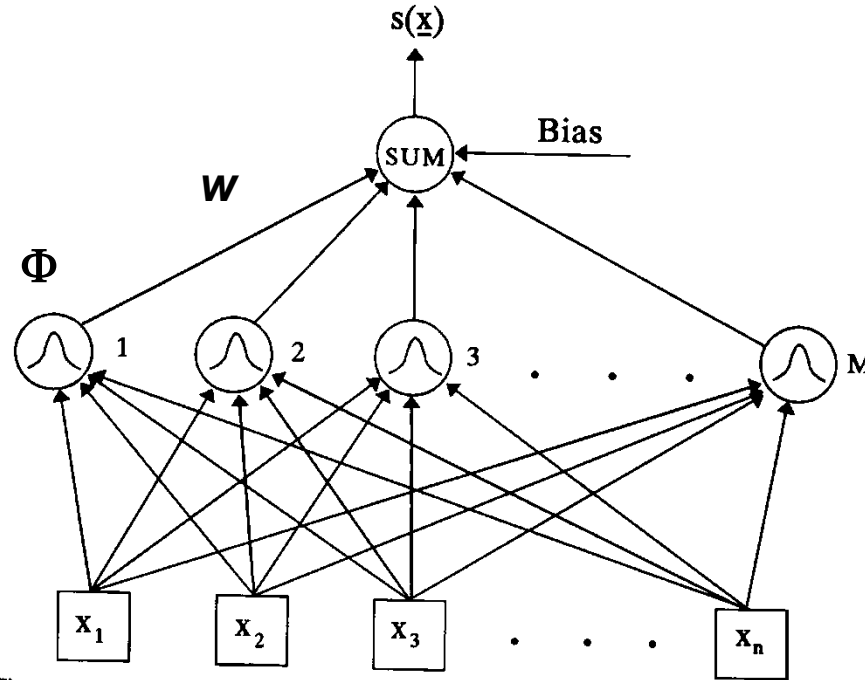 s(x)
SUM
Bias
W
Φ
1 2 3 . . . M
x₁ x₂ x₃ . . . xₙ